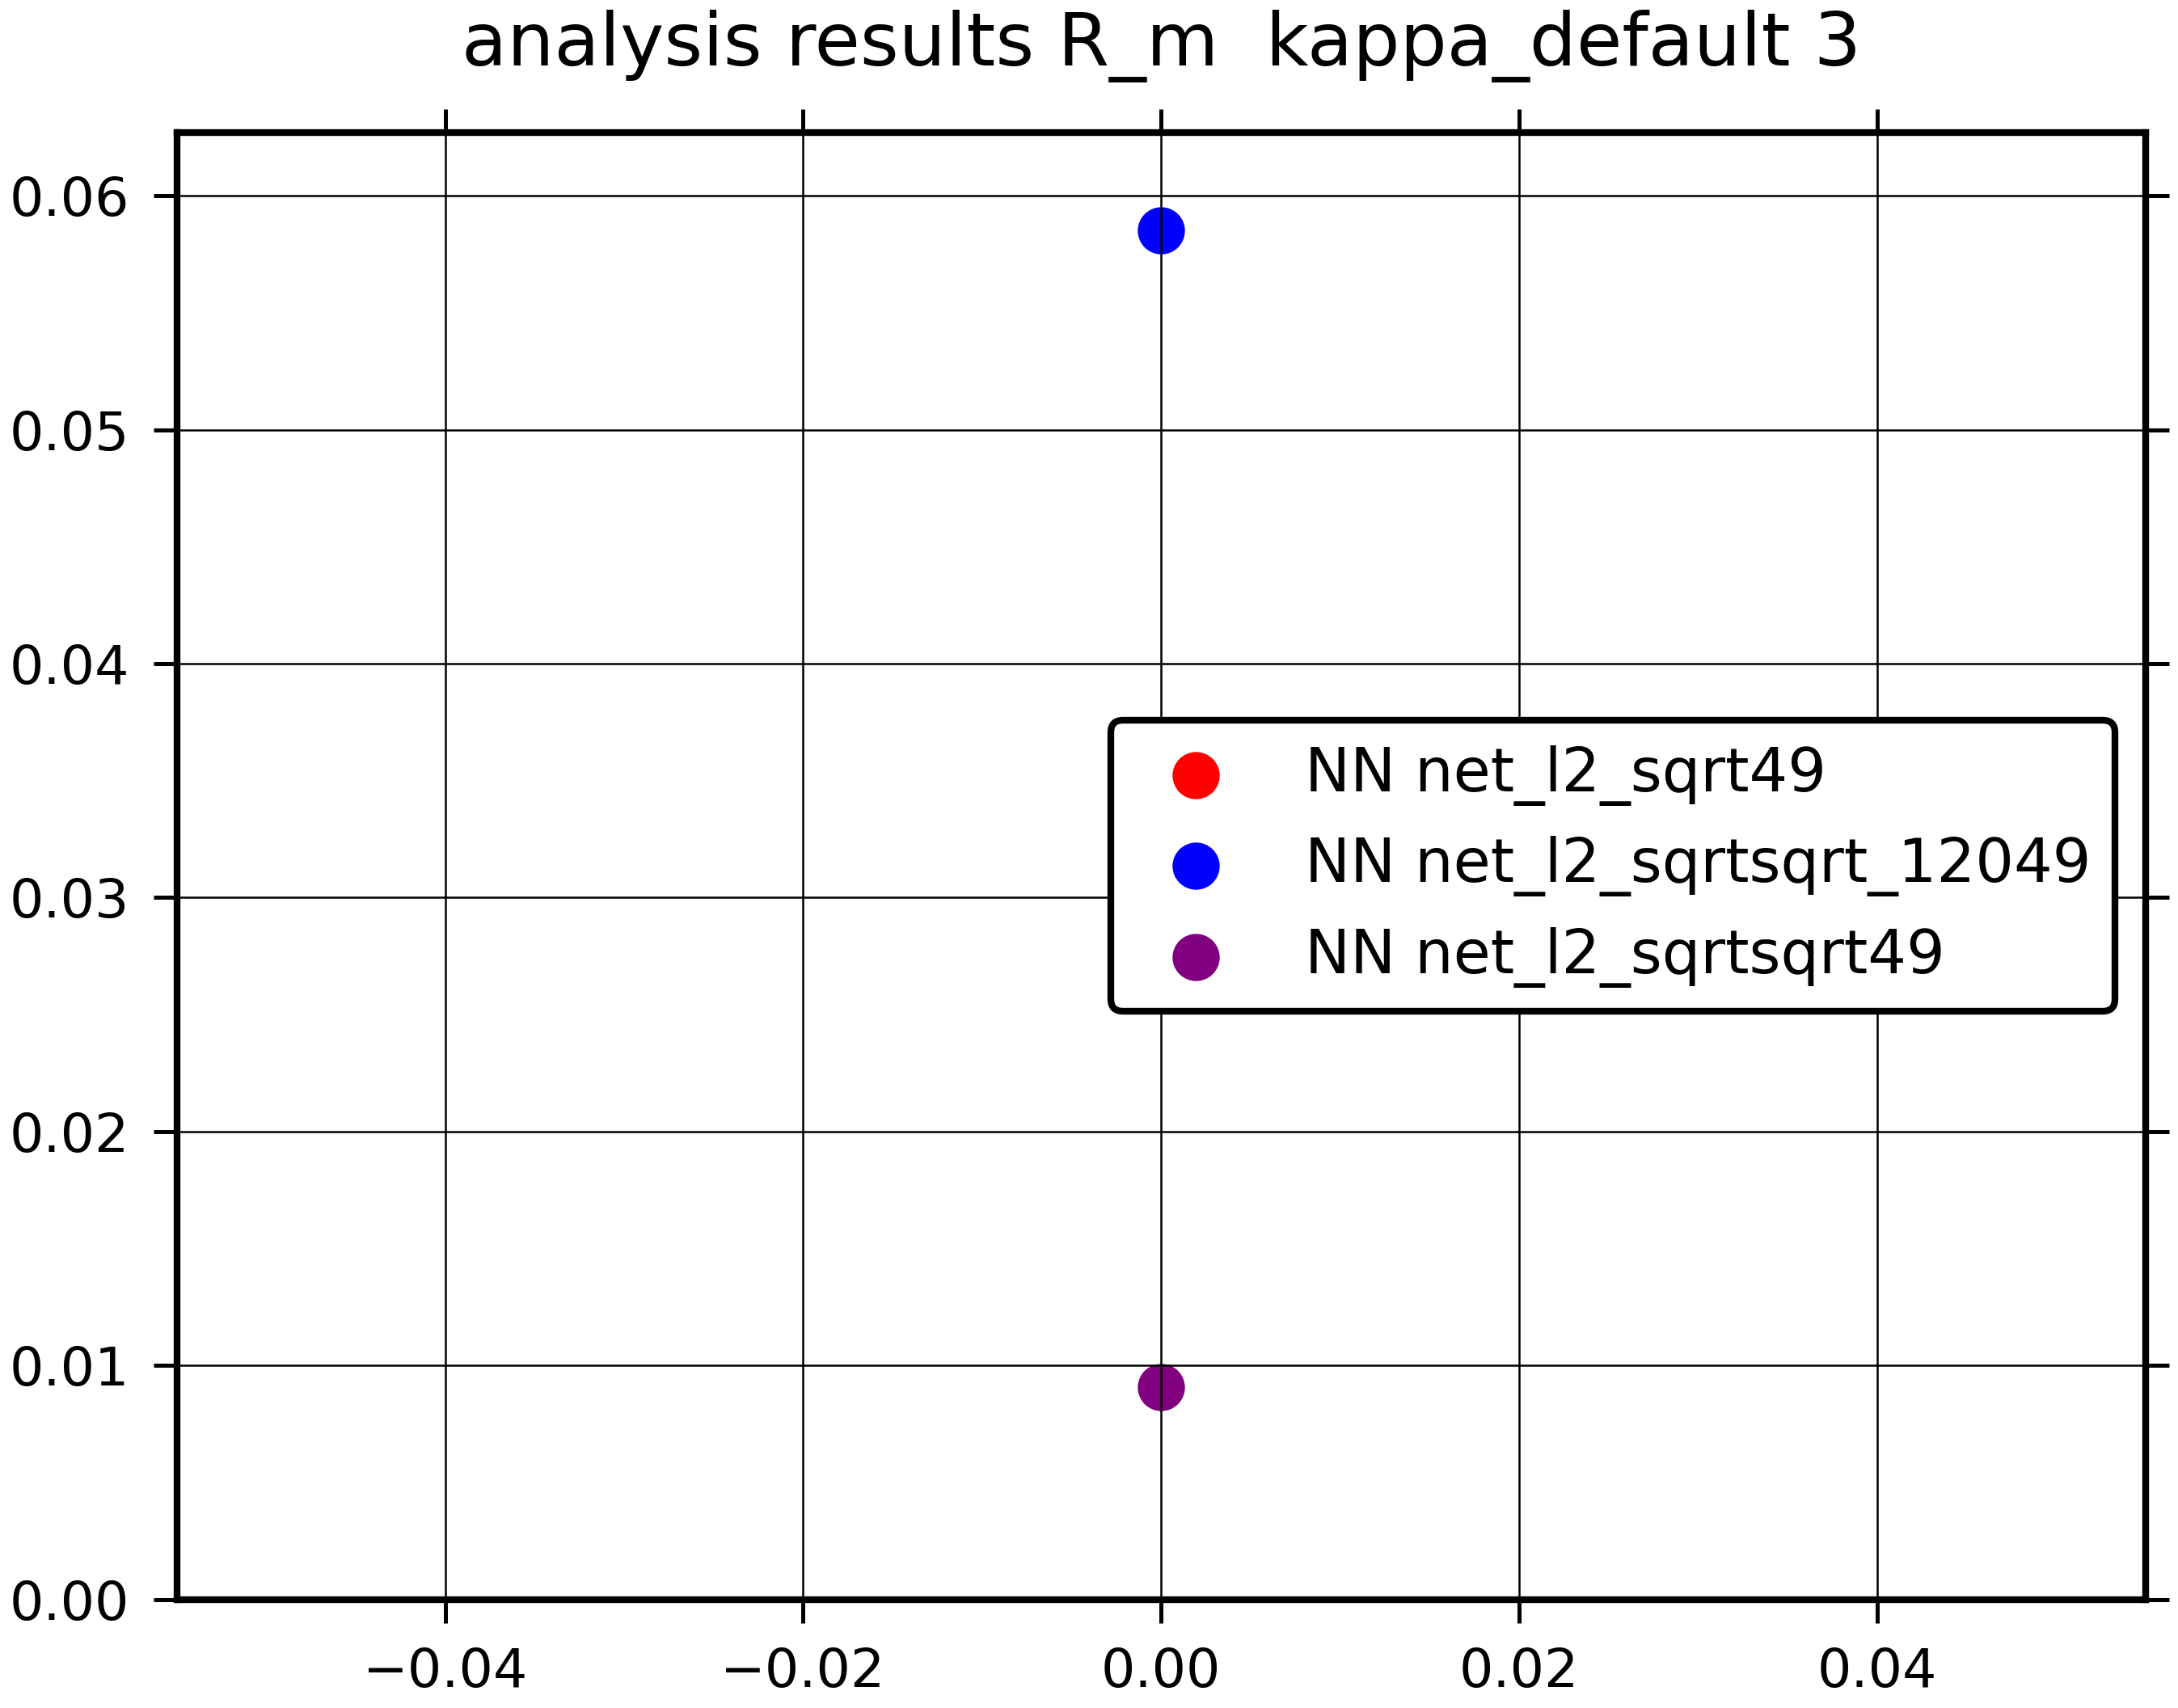 analysis results R_m  kappa_default 3
0.06
0.05
0.04
0.03
0.02
0.01
0.00
NN net_l2_sqrt49
NN net_l2_sqrtsqrt_12049
NN net_l2_sqrtsqrt49
−0.04 −0.02 0.00 0.02 0.04